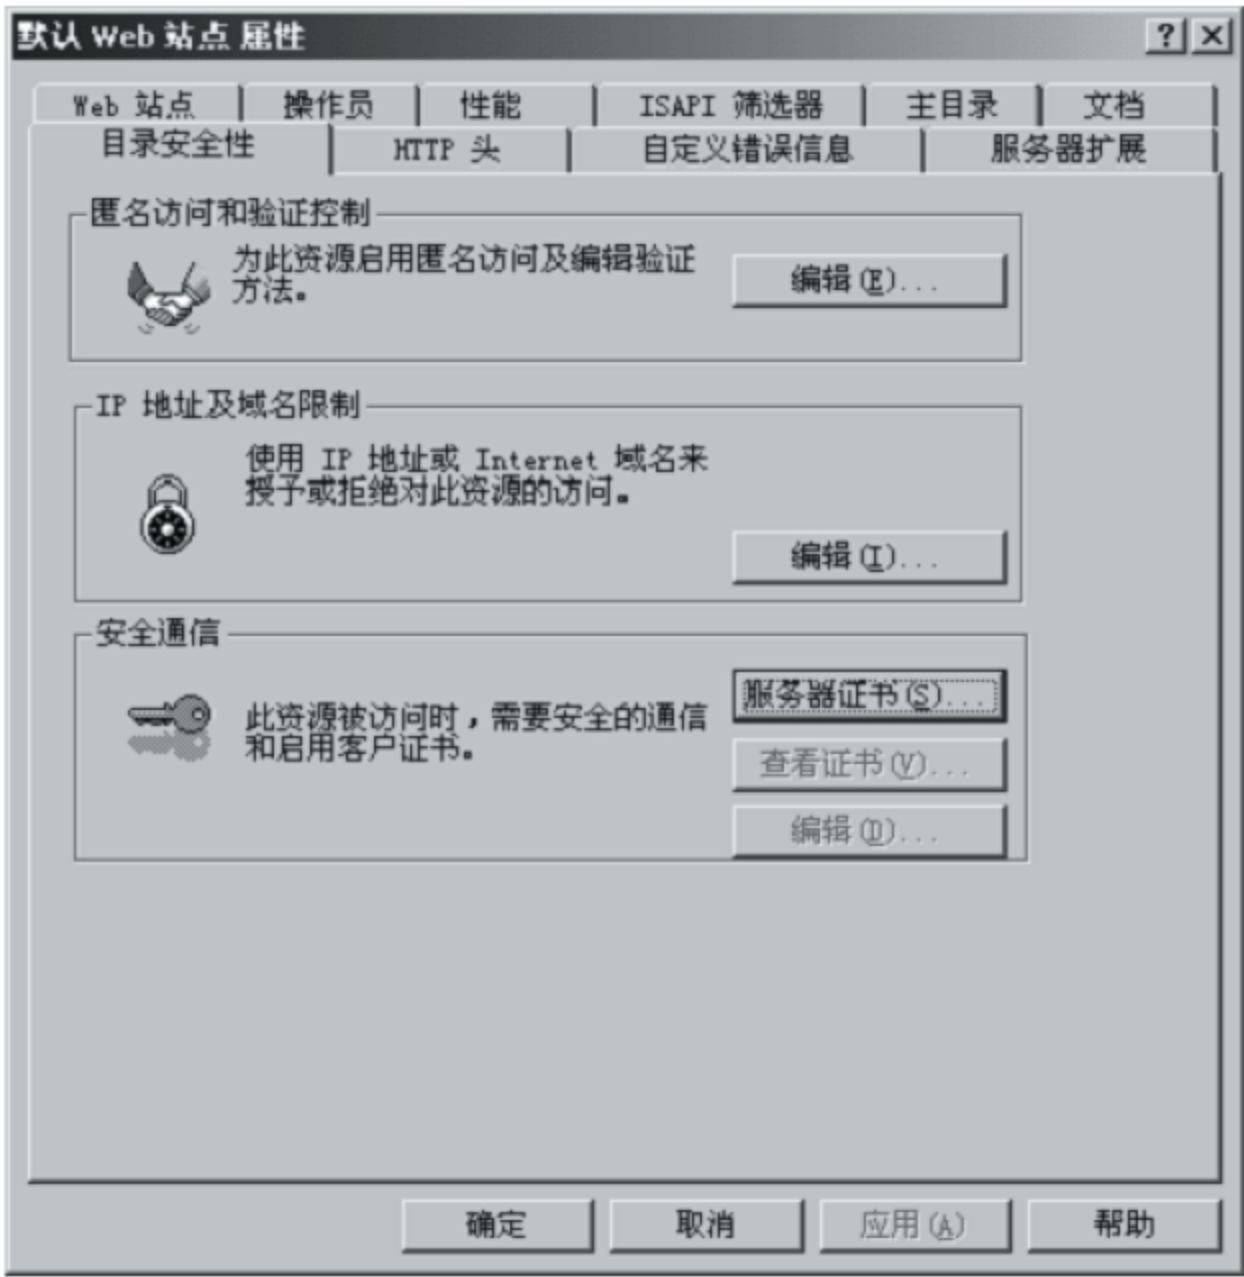 默认 Web 站点 属性
Web 站点 操作员 性能 ISAPI 筛选器 主目录 文档
目录安全性 HTTP 头 自定义错误信息 服务器扩展
匿名访问和验证控制
为此资源启用匿名访问及编辑验证
方法。
编辑(E)...
IP 地址及域名限制
使用 IP 地址或 Internet 域名来
授予或拒绝对此资源的访问。
编辑(I)...
安全通信
此资源被访问时，需要安全的通信
和启用客户证书。
服务器证书(S)...
查看证书(V)...
编辑(D)...
确定 取消 应用(A) 帮助